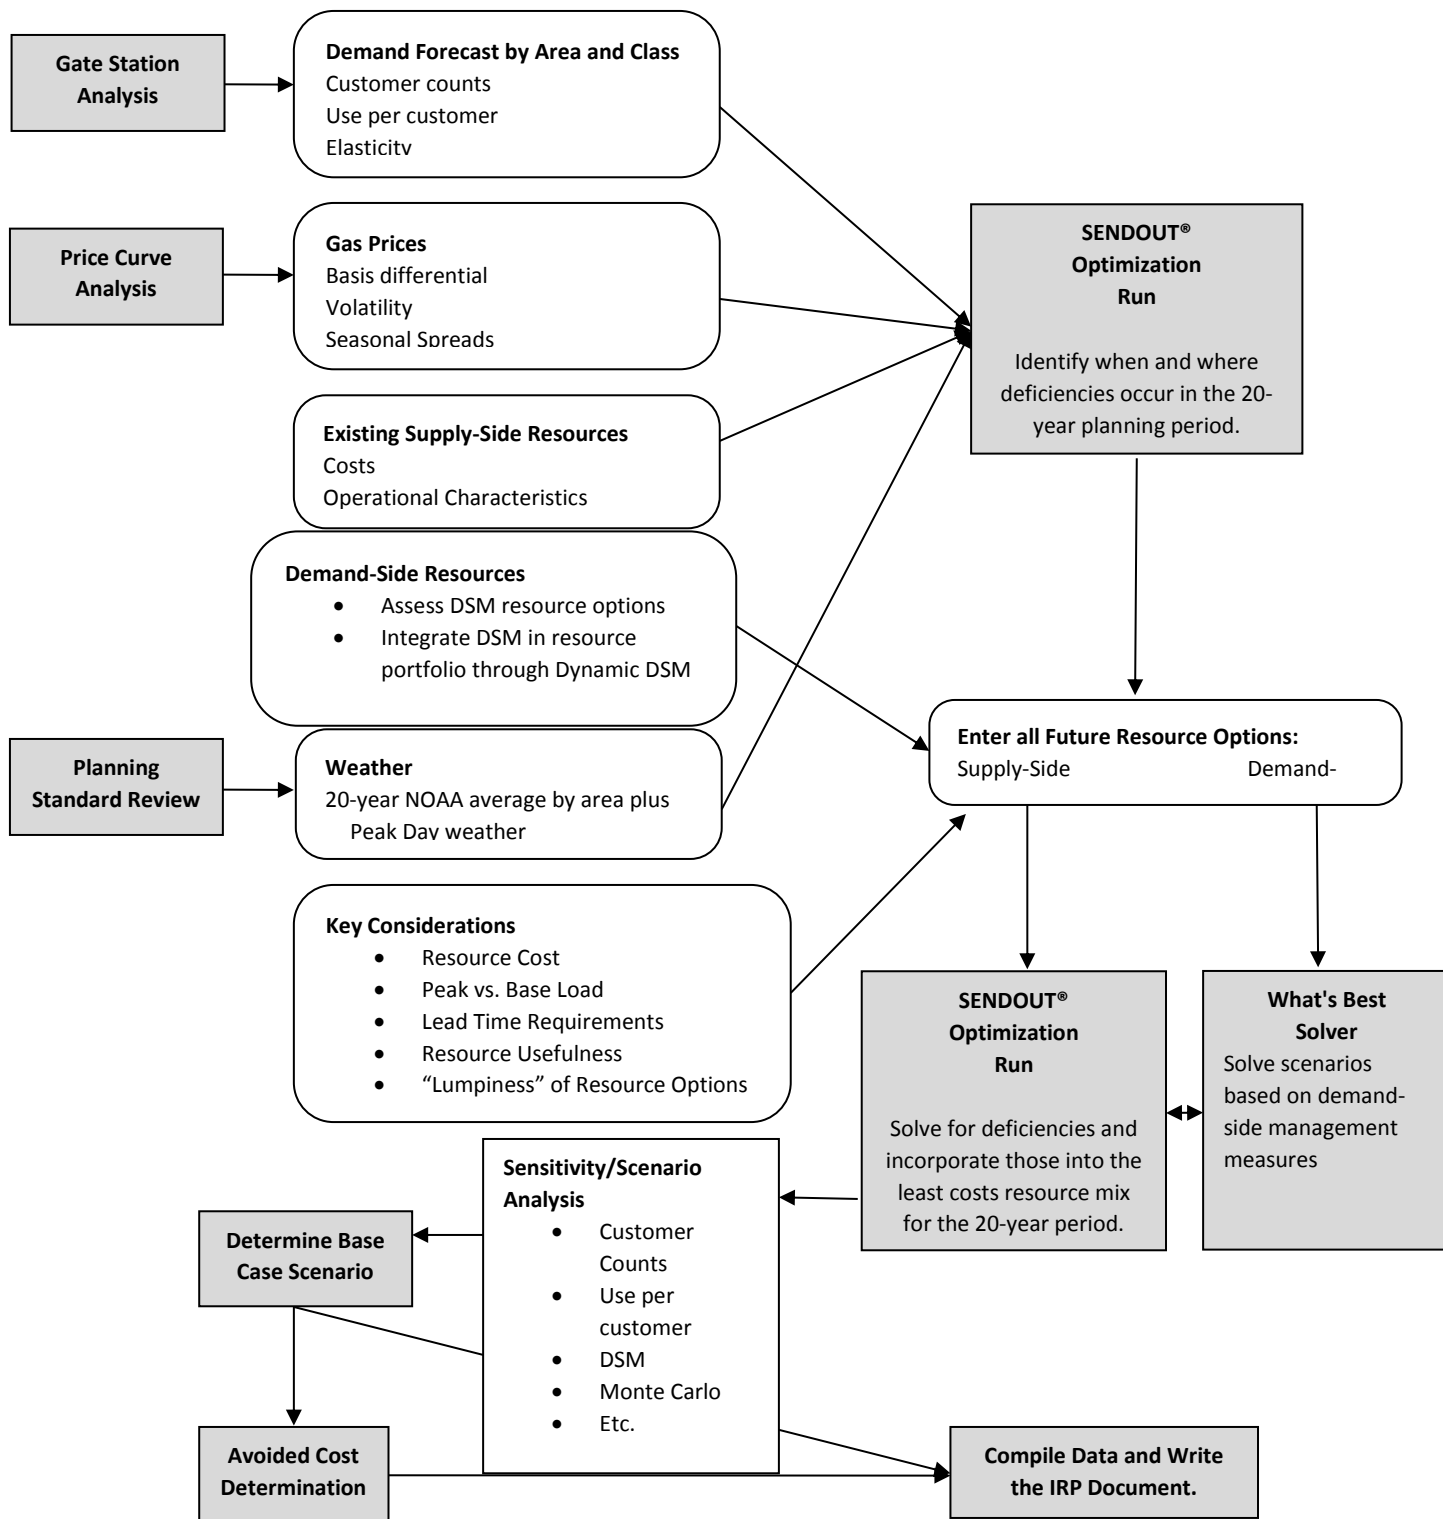 Gate Station
Analysis
Demand Forecast by Area and Class
Customer counts
Use per customer
Elasticity
Price Curve
Analysis
Gas Prices
Basis differential
Volatility
Seasonal Spreads
SENDOUT®
Optimization
Run
Identify when and where
deficiencies occur in the 20-
year planning period.
Existing Supply-Side Resources
Costs
Operational Characteristics
Demand-Side Resources
• Assess DSM resource options
• Integrate DSM in resource
portfolio through Dynamic DSM
Planning
Standard Review
Weather
20-year NOAA average by area plus
Peak Day weather
Enter all Future Resource Options:
Supply-Side Demand-
Key Considerations
• Resource Cost
• Peak vs. Base Load
• Lead Time Requirements
• Resource Usefulness
• “Lumpiness” of Resource Options
SENDOUT®
Optimization
Run
Solve for deficiencies and
incorporate those into the
least costs resource mix
for the 20-year period.
What's Best
Solver
Solve scenarios
based on demand-
side management
measures
Sensitivity/Scenario
Analysis
• Customer
Counts
• Use per
customer
• DSM
• Monte Carlo
• Etc.
Determine Base
Case Scenario
Avoided Cost
Determination
Compile Data and Write
the IRP Document.